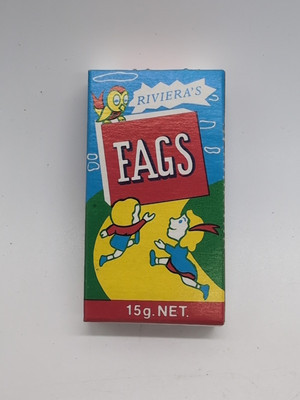 RIVIERA'S
FAGS
15g. NET.